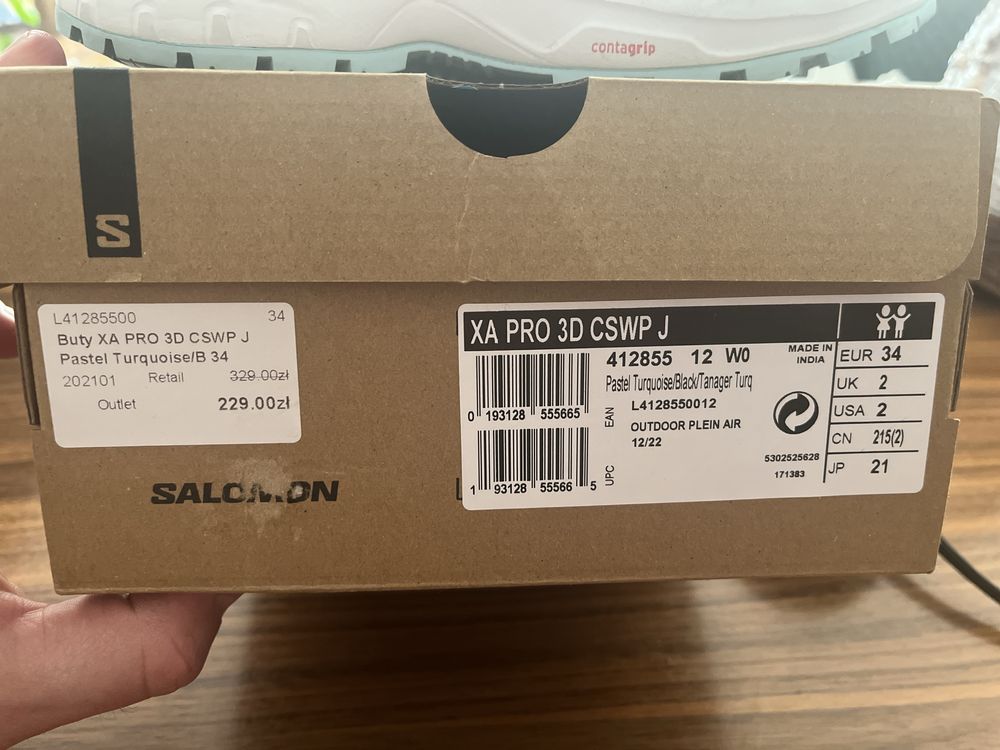 contagrip
S
L41285500 34
Buty XA PRO 3D CSWP J
Pastel Turquoise/B 34
202101 Retail 329.00zł
Outlet 229.00zł
SALOMON
XA PRO 3D CSWP J
412855 12 W0
MADE IN
INDIA
Pastel Turquoise/Black/Tanager Turq
L4128550012
OUTDOOR PLEIN AIR
12/22
0 193128 555665
EAN
1 93128 55566 5
UPC
5302525628
171383
EUR 34
UK 2
USA 2
CN 215(2)
JP 21